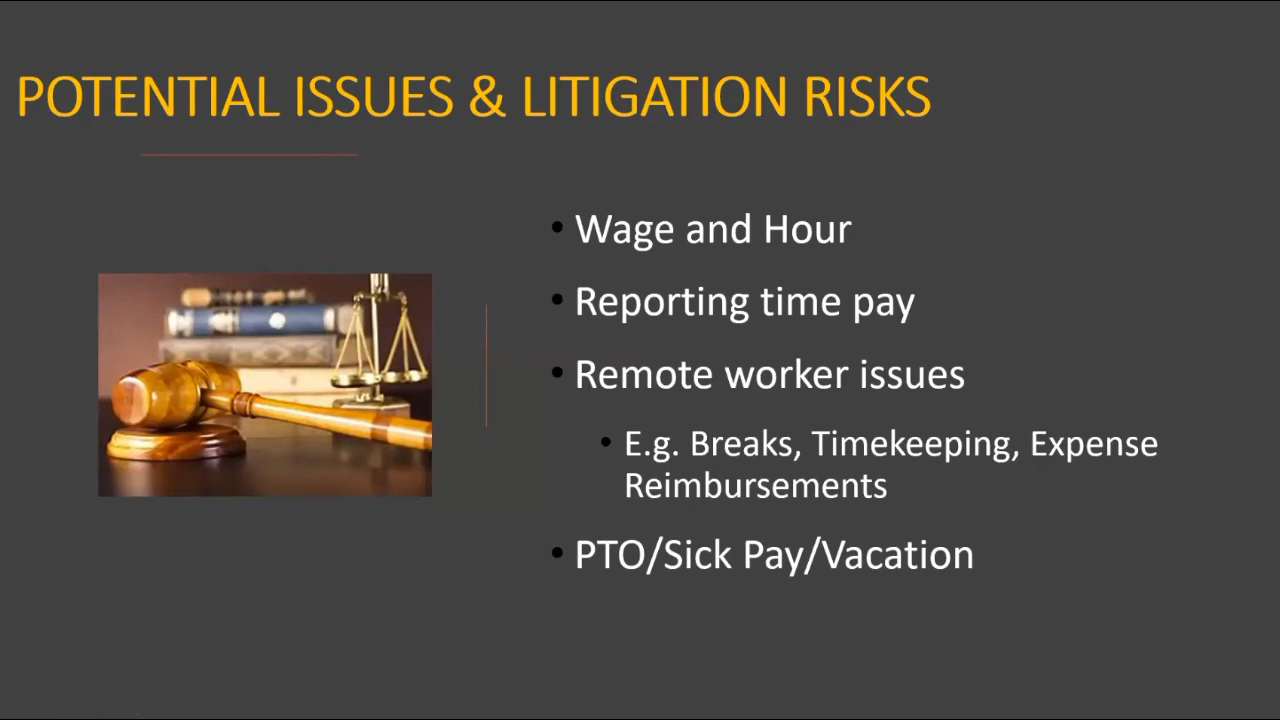 POTENTIAL ISSUES & LITIGATION RISKS
• Wage and Hour
• Reporting time pay
• Remote worker issues
• E.g. Breaks, Timekeeping, Expense
Reimbursements
• PTO/Sick Pay/Vacation